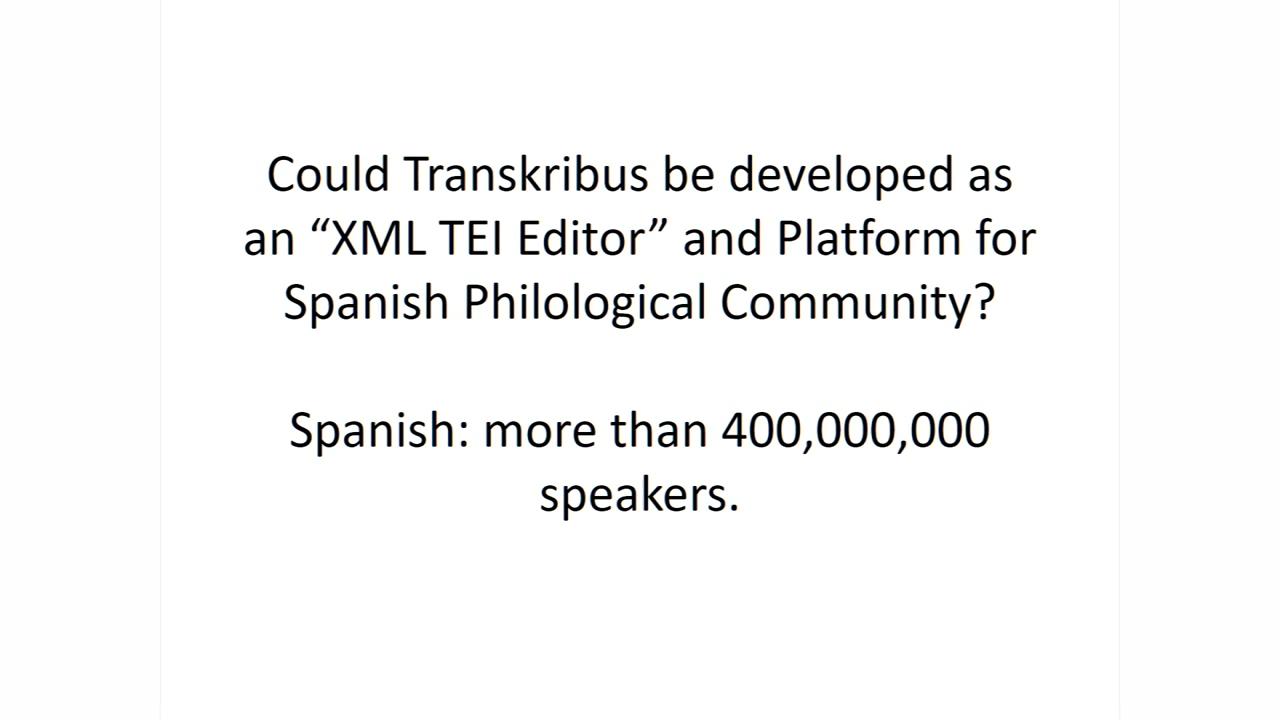 Could Transkribus be developed as
an “XML TEI Editor” and Platform for
Spanish Philological Community?
Spanish: more than 400,000,000
speakers.